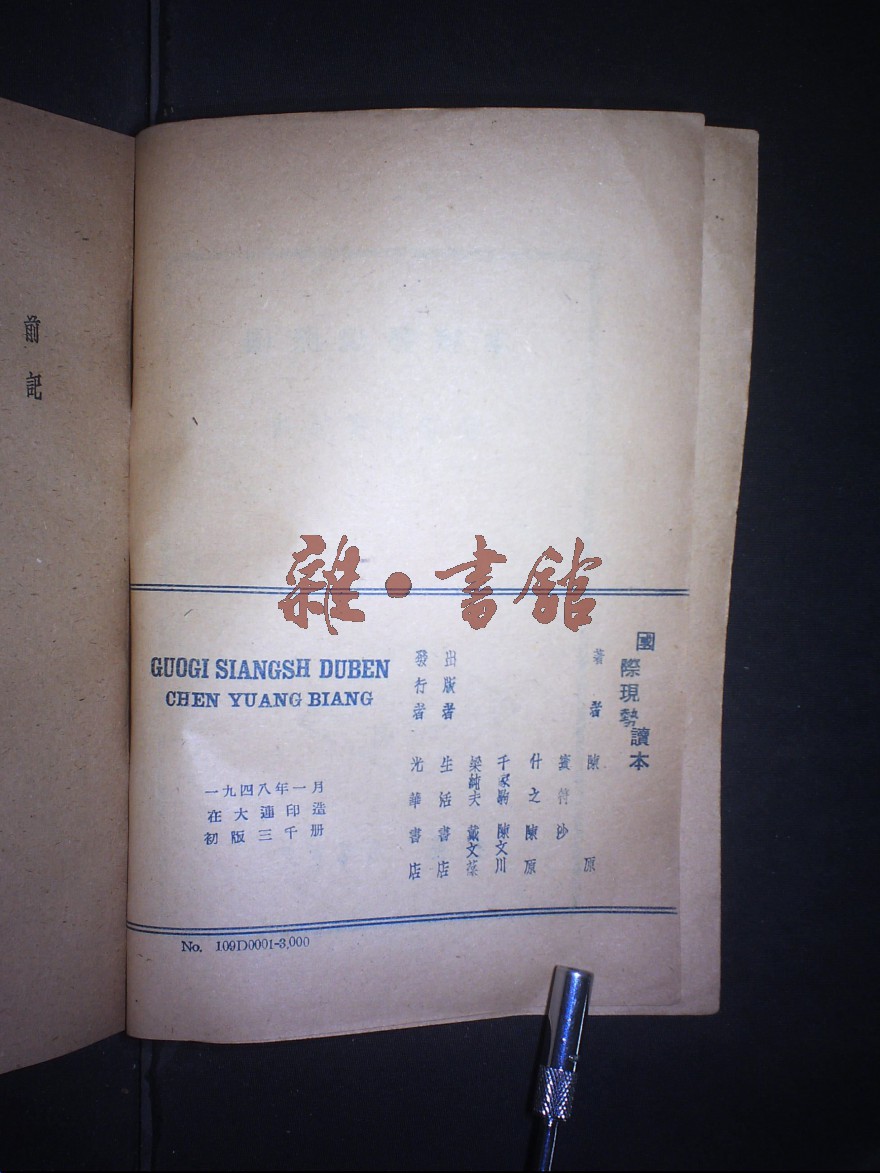 國際現勢讀本
著者 陳原
賓符 沙
什之 陳原
千家駒 陳文川
梁純夫 戴文葆
出版者 生活書店
發行者 光華書店
GUOGI SIANGSH DUBEN
CHEN YUANG BIANG
一九四八年一月
在大連印造
初版三千册
No. 109D0001-3,000
前記
雜·書館